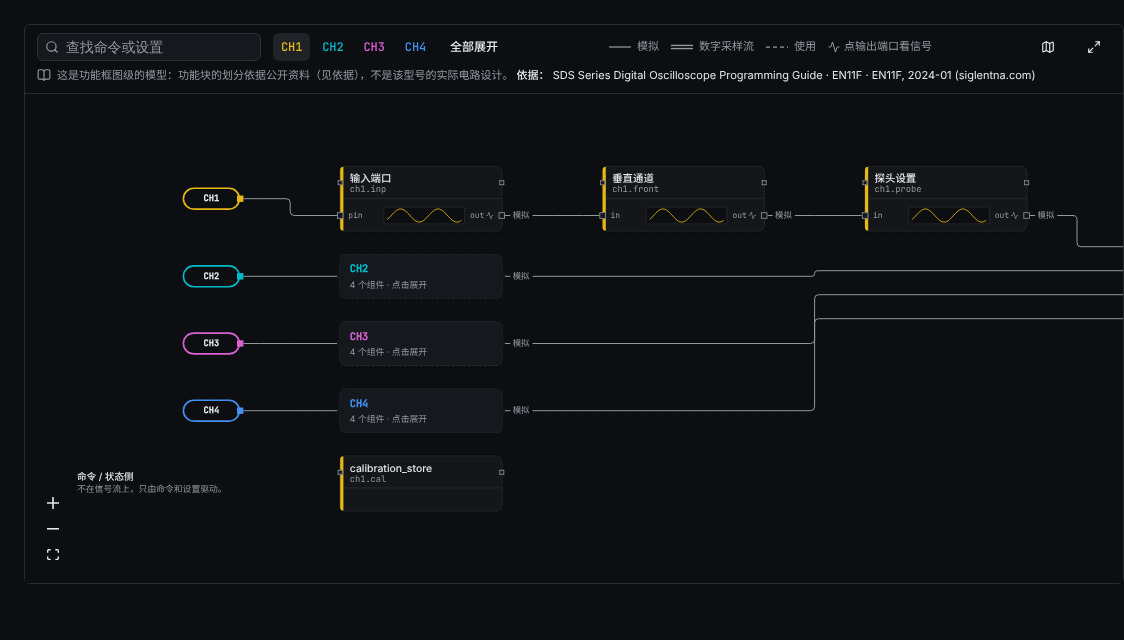 查找命令或设置 CH1 CH2 CH3 CH4 全部展开 模拟 数字采样流 使用 点输出端口看信号
这是功能框图级的模型：功能块的划分依据公开资料（见依据），不是该型号的实际电路设计。 依据： SDS Series Digital Oscilloscope Programming Guide · EN11F · EN11F, 2024-01 (siglentna.com)
输入端口 垂直通道 探头设置
ch1.inp ch1.front ch1.probe
CH1
pin out 模拟 in out 模拟 in out 模拟
CH2
CH2 模拟
4 个组件 · 点击展开
CH3
CH3 模拟
4 个组件 · 点击展开
CH4
CH4 模拟
4 个组件 · 点击展开
calibration_store
ch1.cal
命令 / 状态侧
不在信号流上，只由命令和设置驱动。